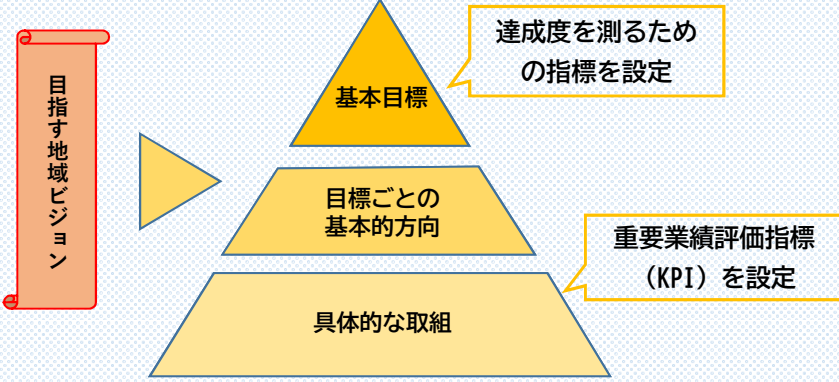 目指す地域ビジョン
達成度を測るため
の指標を設定
基本目標
目標ごとの
基本的方向
重要業績評価指標
（KPI）を設定
具体的な取組